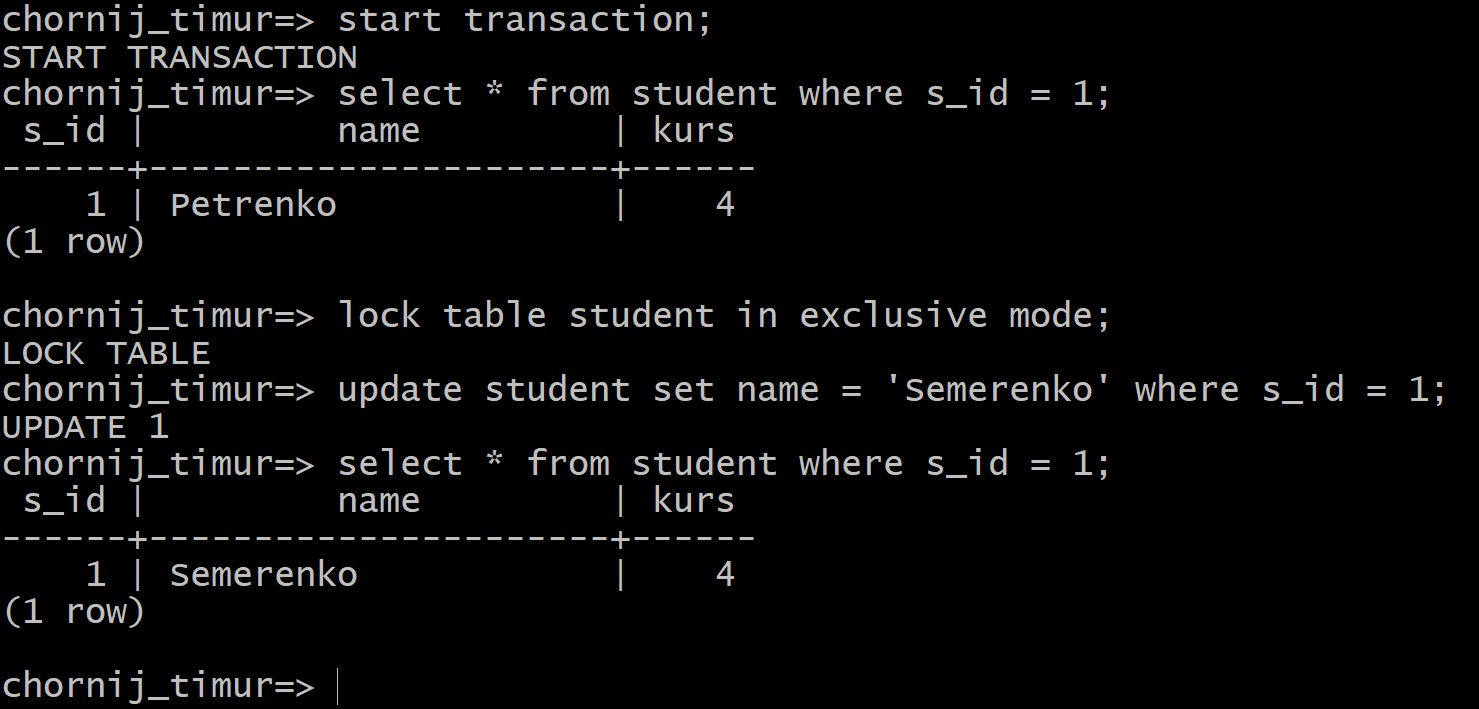 chornij_timur=> start transaction;
START TRANSACTION
chornij_timur=> select * from student where s_id = 1;
 s_id |         name         | kurs
------+----------------------+------
    1 | Petrenko             |    4
(1 row)

chornij_timur=> lock table student in exclusive mode;
LOCK TABLE
chornij_timur=> update student set name = 'Semerenko' where s_id = 1;
UPDATE 1
chornij_timur=> select * from student where s_id = 1;
 s_id |         name         | kurs
------+----------------------+------
    1 | Semerenko            |    4
(1 row)

chornij_timur=>